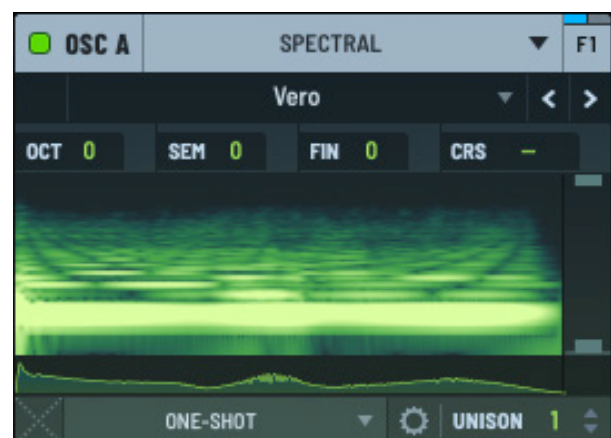 OSC A SPECTRAL F1
Vero
OCT 0 SEM 0 FIN 0 CRS –
ONE-SHOT UNISON 1